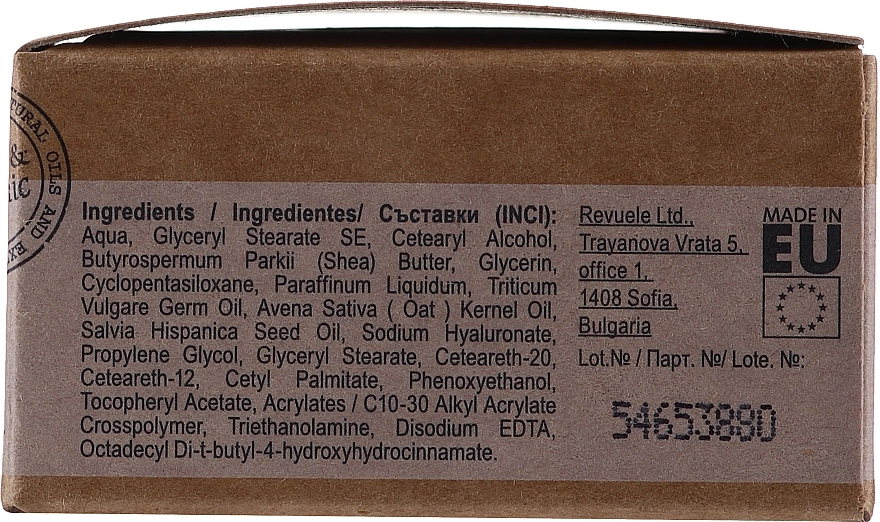 TURAL OILS AND EX
&
Ingredients / Ingredientes/ Съставки (INCI):
Aqua, Glyceryl Stearate SE, Cetearyl Alcohol,
Butyrospermum Parkii (Shea) Butter, Glycerin,
Cyclopentasiloxane, Paraffinum Liquidum, Triticum
Vulgare Germ Oil, Avena Sativa ( Oat ) Kernel Oil,
Salvia Hispanica Seed Oil, Sodium Hyaluronate,
Propylene Glycol, Glyceryl Stearate, Ceteareth-20,
Ceteareth-12, Cetyl Palmitate, Phenoxyethanol,
Tocopheryl Acetate, Acrylates / C10-30 Alkyl Acrylate
Crosspolymer, Triethanolamine, Disodium EDTA,
Octadecyl Di-t-butyl-4-hydroxyhydrocinnamate.
Revuele Ltd.,
Trayanova Vrata 5,
office 1,
1408 Sofia,
Bulgaria
MADE IN
EU
Lot.№ / Парт. №/ Lote. №:
54653880